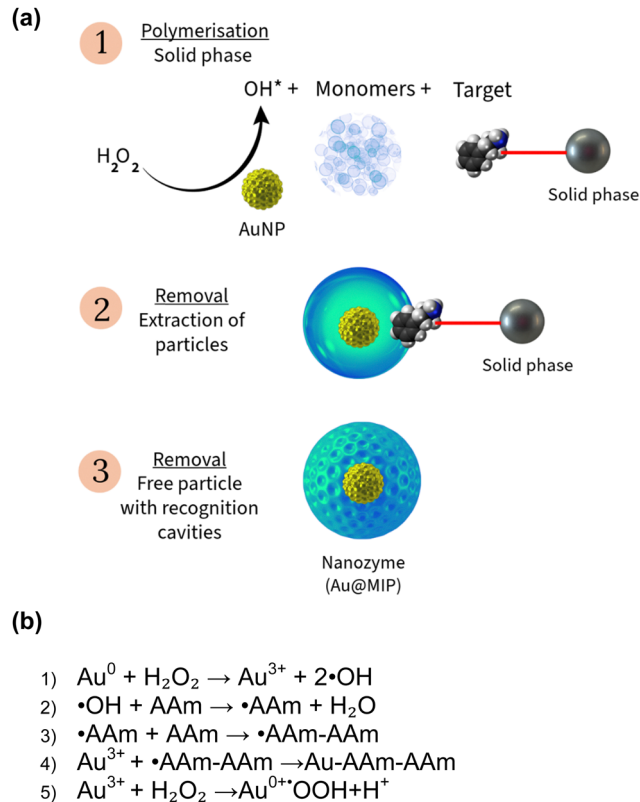 (a)
1
Polymerisation
Solid phase
OH* + Monomers + Target
H₂O₂
AuNP
Solid phase
2
Removal
Extraction of
particles
Solid phase
3
Removal
Free particle
with recognition
cavities
Nanozyme
(Au@MIP)
(b)
1) Au⁰ + H₂O₂ → Au³⁺ + 2•OH
2) •OH + AAm → •AAm + H₂O
3) •AAm + AAm → •AAm-AAm
4) Au³⁺ + •AAm-AAm →Au-AAm-AAm
5) Au³⁺ + H₂O₂ →Au⁰⁺•OOH+H⁺